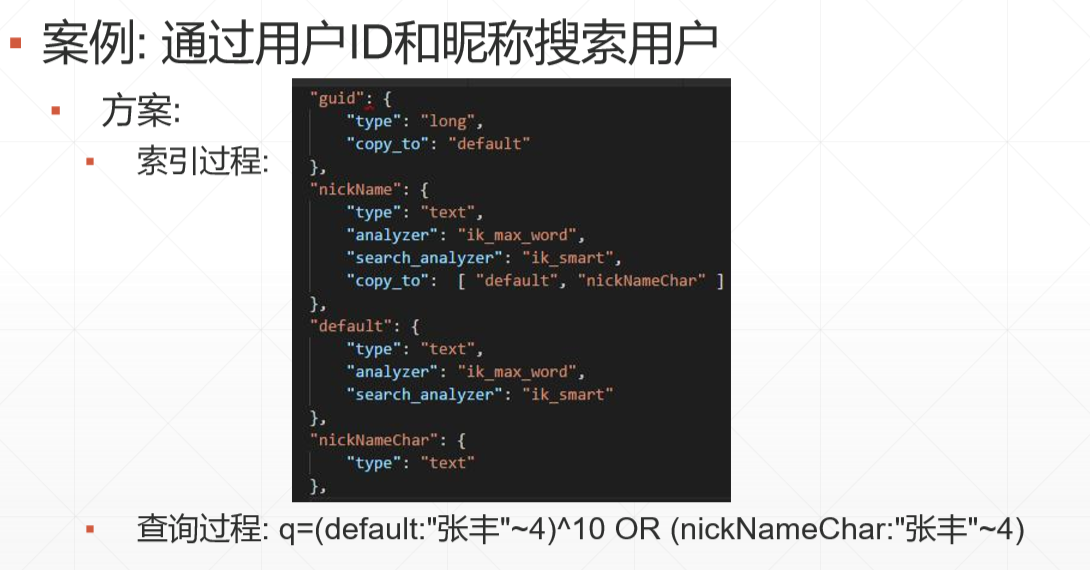 案例: 通过用户ID和昵称搜索用户
方案:
索引过程:
"guid": {
"type": "long",
"copy_to": "default"
},
"nickName": {
"type": "text",
"analyzer": "ik_max_word",
"search_analyzer": "ik_smart",
"copy_to":  [ "default", "nickNameChar" ]
},
"default": {
"type": "text",
"analyzer": "ik_max_word",
"search_analyzer": "ik_smart"
},
"nickNameChar": {
"type": "text"
},
查询过程: q=(default:"张丰"~4)^10 OR (nickNameChar:"张丰"~4)